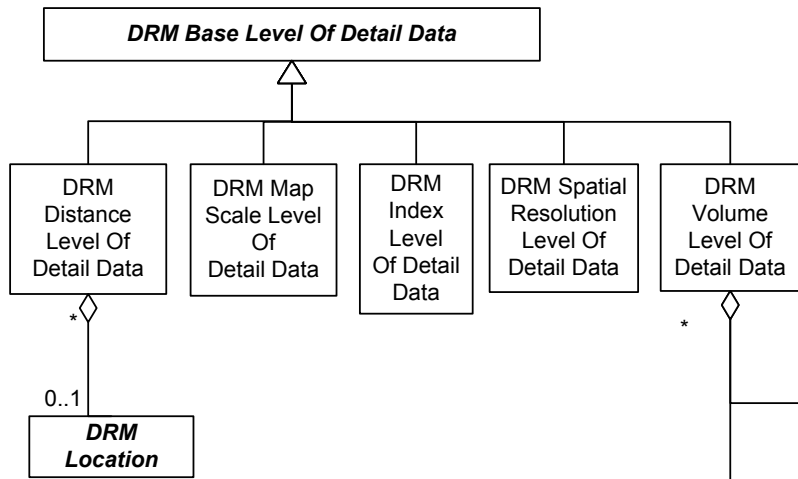 DRM Base Level Of Detail Data
DRM
Distance
Level Of
Detail Data
DRM Map
Scale Level
Of
Detail Data
DRM
Index
Level
Of Detail
Data
DRM Spatial
Resolution
Level Of
Detail Data
DRM
Volume
Level Of
Detail Data
*
*
0..1
DRM
Location